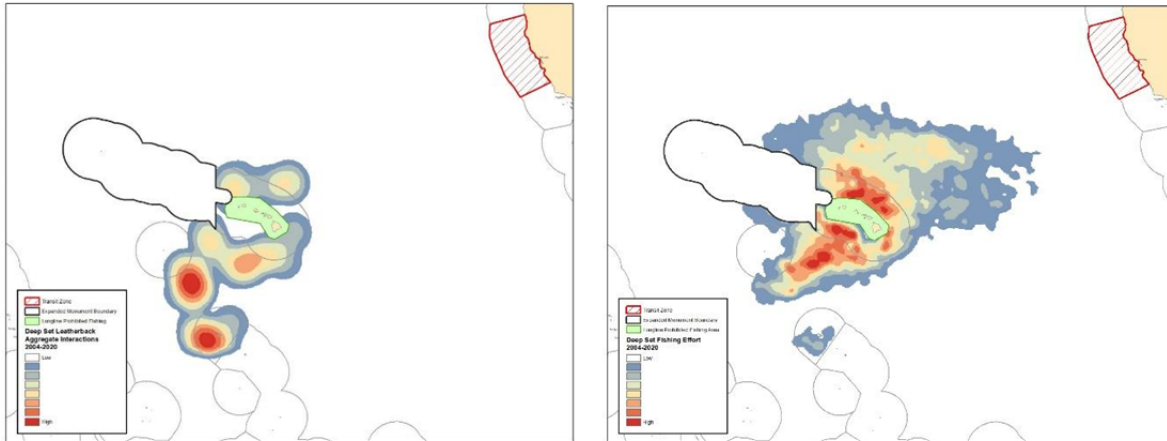 Transit Zone
Expanded Monument Boundary
Longline Prohibited Fishing
Deep Set Leatherback
Aggregate Interactions
2004-2020
Low
High
Transit Zone
Expanded Monument Boundary
Longline Prohibited Fishing Area
Deep Set Fishing Effort
2004-2020
Low
High